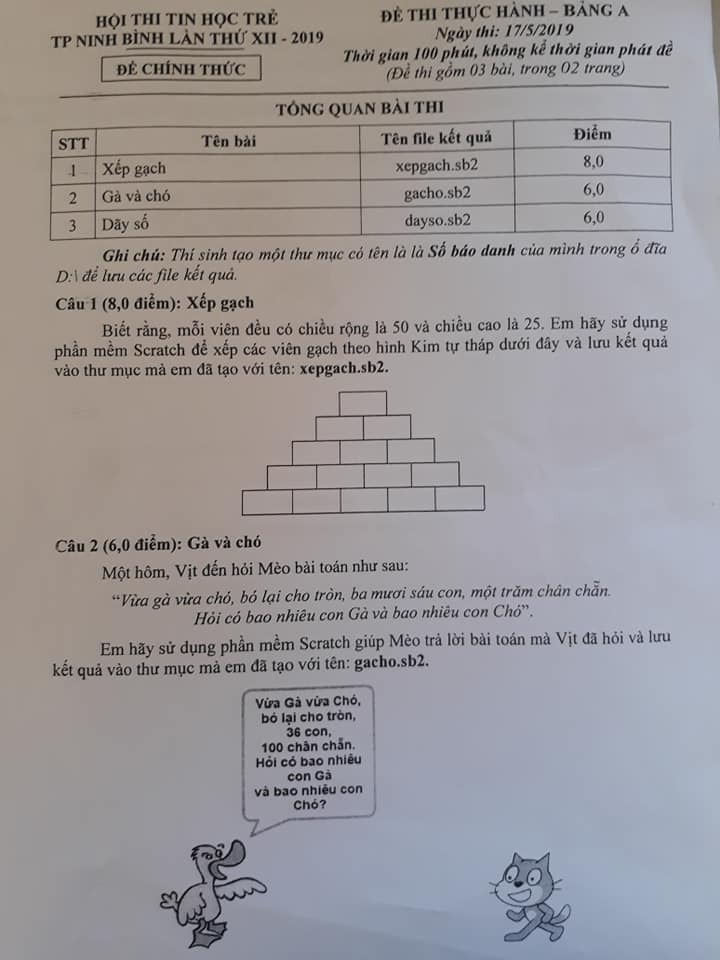 HỘI THI TIN HỌC TRẺ
TP NINH BÌNH LẦN THỨ XII - 2019
ĐỀ CHÍNH THỨC
ĐỀ THI THỰC HÀNH – BẢNG A
Ngày thi: 17/5/2019
Thời gian 100 phút, không kể thời gian phát đề
(Đề thi gồm 03 bài, trong 02 trang)
TỔNG QUAN BÀI THI
STT Tên bài Tên file kết quả Điểm
1 Xếp gạch xepgach.sb2 8,0
2 Gà và chó gacho.sb2 6,0
3 Dãy số dayso.sb2 6,0
Ghi chú: Thí sinh tạo một thư mục có tên là là Số báo danh của mình trong ổ đĩa
D:\ để lưu các file kết quả.
Câu 1 (8,0 điểm): Xếp gạch
Biết rằng, mỗi viên đều có chiều rộng là 50 và chiều cao là 25. Em hãy sử dụng
phần mềm Scratch để xếp các viên gạch theo hình Kim tự tháp dưới đây và lưu kết quả
vào thư mục mà em đã tạo với tên: xepgach.sb2.
Câu 2 (6,0 điểm): Gà và chó
Một hôm, Vịt đến hỏi Mèo bài toán như sau:
“Vừa gà vừa chó, bó lại cho tròn, ba mươi sáu con, một trăm chân chẵn.
Hỏi có bao nhiêu con Gà và bao nhiêu con Chó”.
Em hãy sử dụng phần mềm Scratch giúp Mèo trả lời bài toán mà Vịt đã hỏi và lưu
kết quả vào thư mục mà em đã tạo với tên: gacho.sb2.
Vừa Gà vừa Chó,
bó lại cho tròn,
36 con,
100 chân chẵn.
Hỏi có bao nhiêu
con Gà
và bao nhiêu con
Chó?